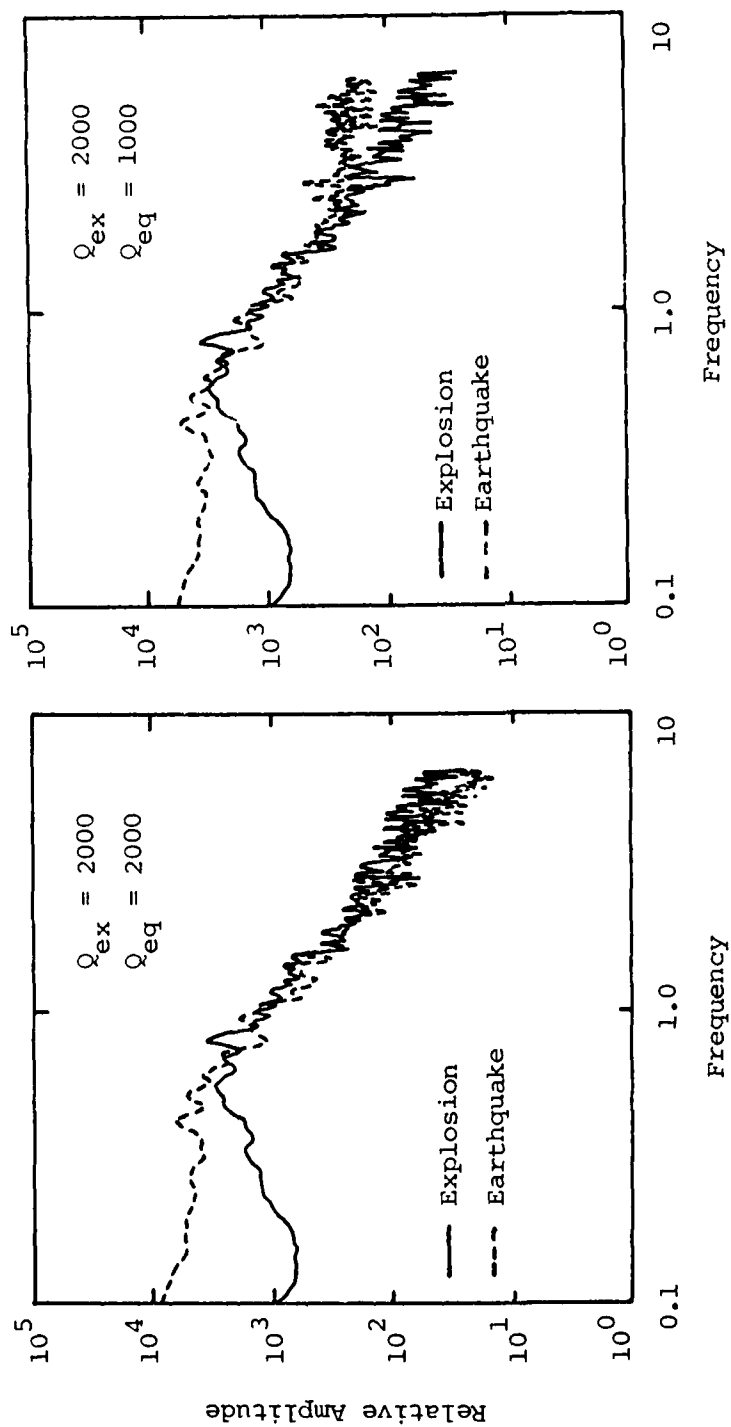 Q_ex = 2000
Q_eq = 2000
Relative Amplitude
10^5
10^4
10^3
10^2
10^1
10^0
Explosion
Earthquake
0.1
1.0
10
Frequency
Q_ex = 2000
Q_eq = 1000
10^5
10^4
10^3
10^2
10^1
10^0
Explosion
Earthquake
0.1
1.0
10
Frequency